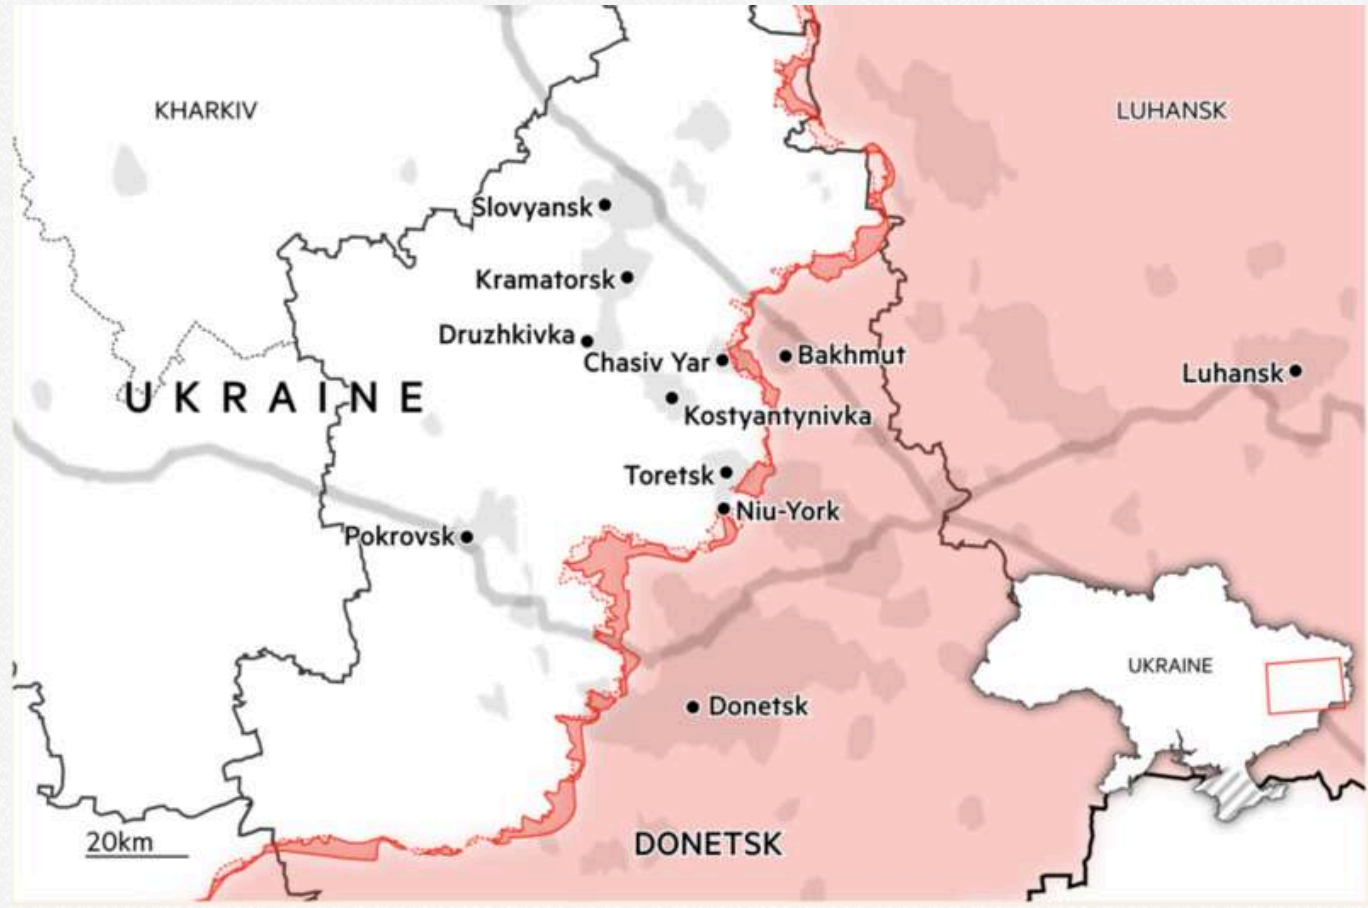 KHARKIV
LUHANSK
Slovyansk
Kramatorsk
Druzhkivka
Chasiv Yar
Bakhmut
Luhansk
UKRAINE
Kostyantynivka
Toretsk
Niu-York
Pokrovsk
UKRAINE
Donetsk
20km
DONETSK